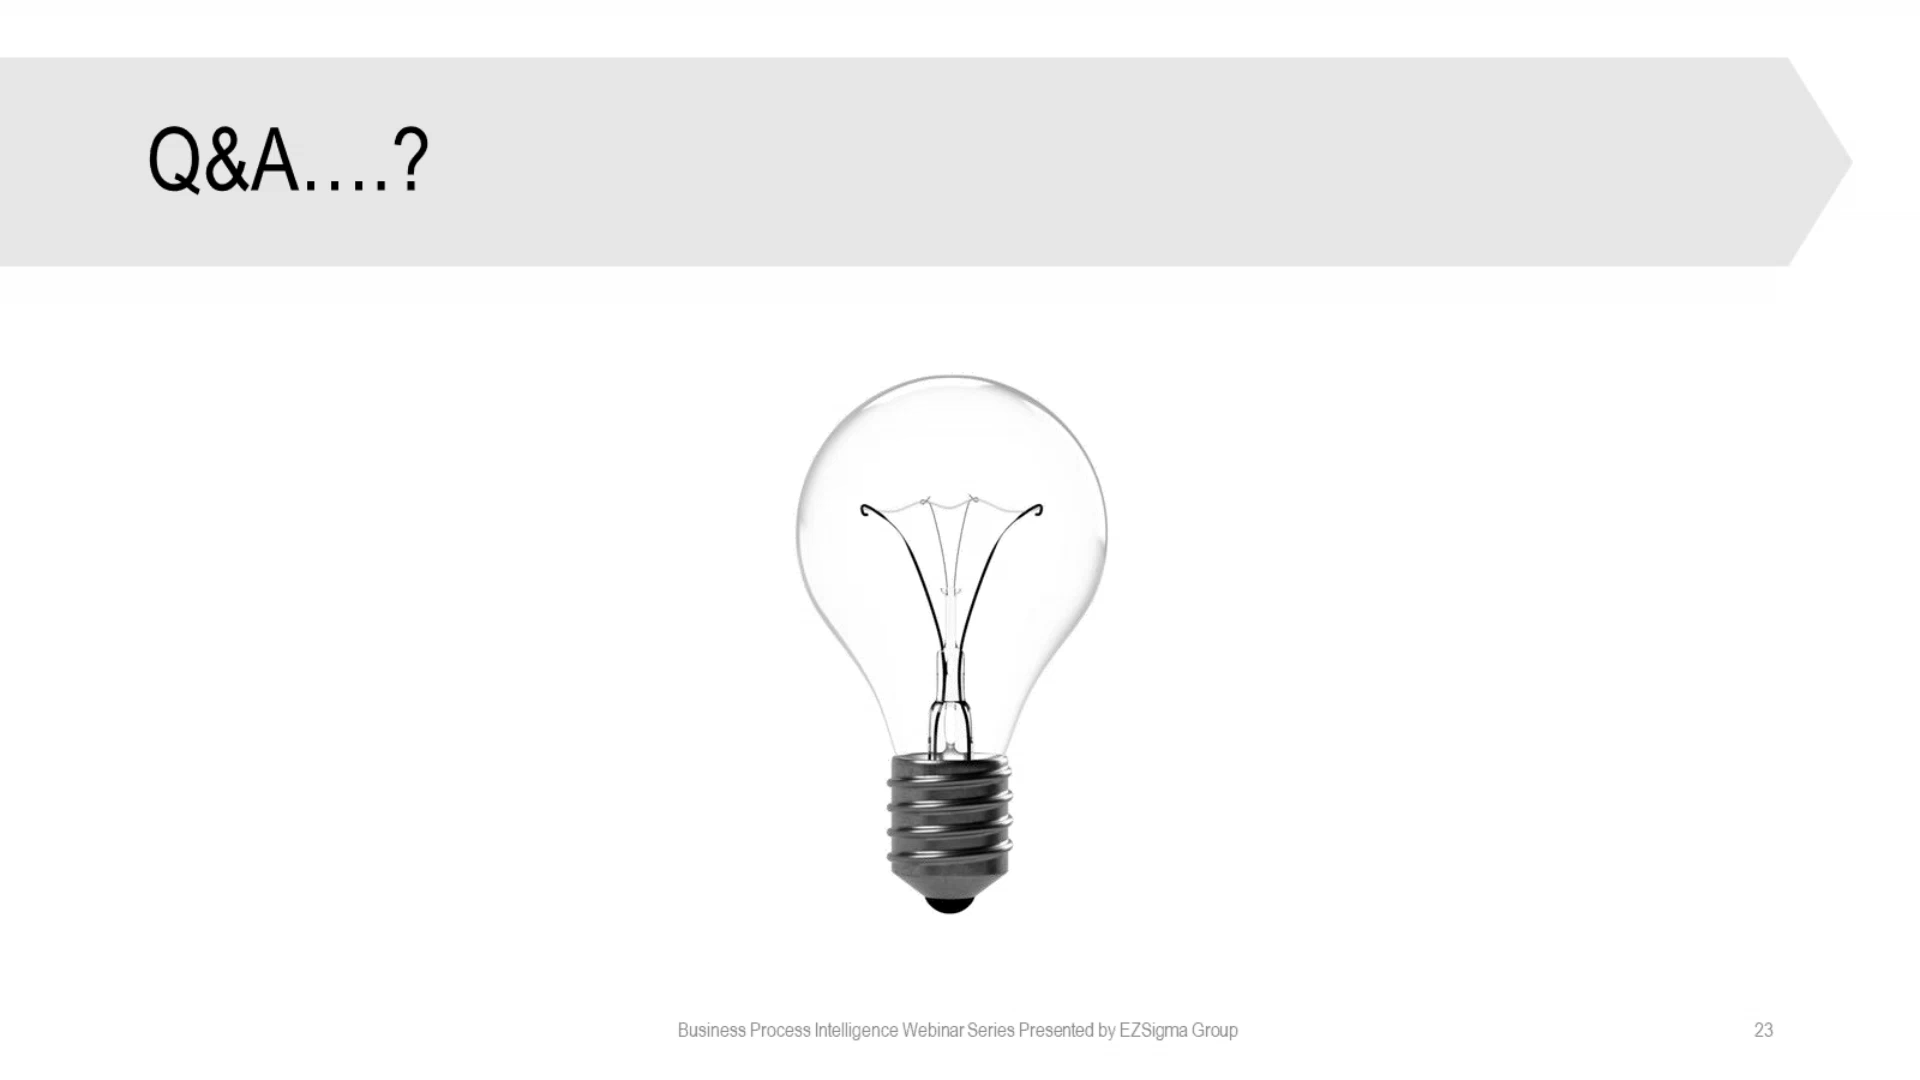 Q&A....?
Business Process Intelligence Webinar Series Presented by EZSigma Group
23